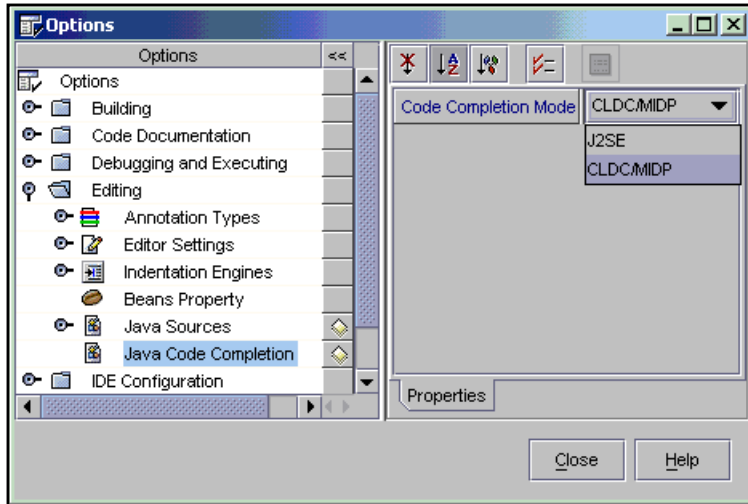 Options
Options
<<
Options
Building
Code Documentation
Debugging and Executing
Editing
Annotation Types
Editor Settings
Indentation Engines
Beans Property
Java Sources
Java Code Completion
IDE Configuration
Code Completion Mode
CLDC/MIDP
J2SE
CLDC/MIDP
Properties
Close
Help